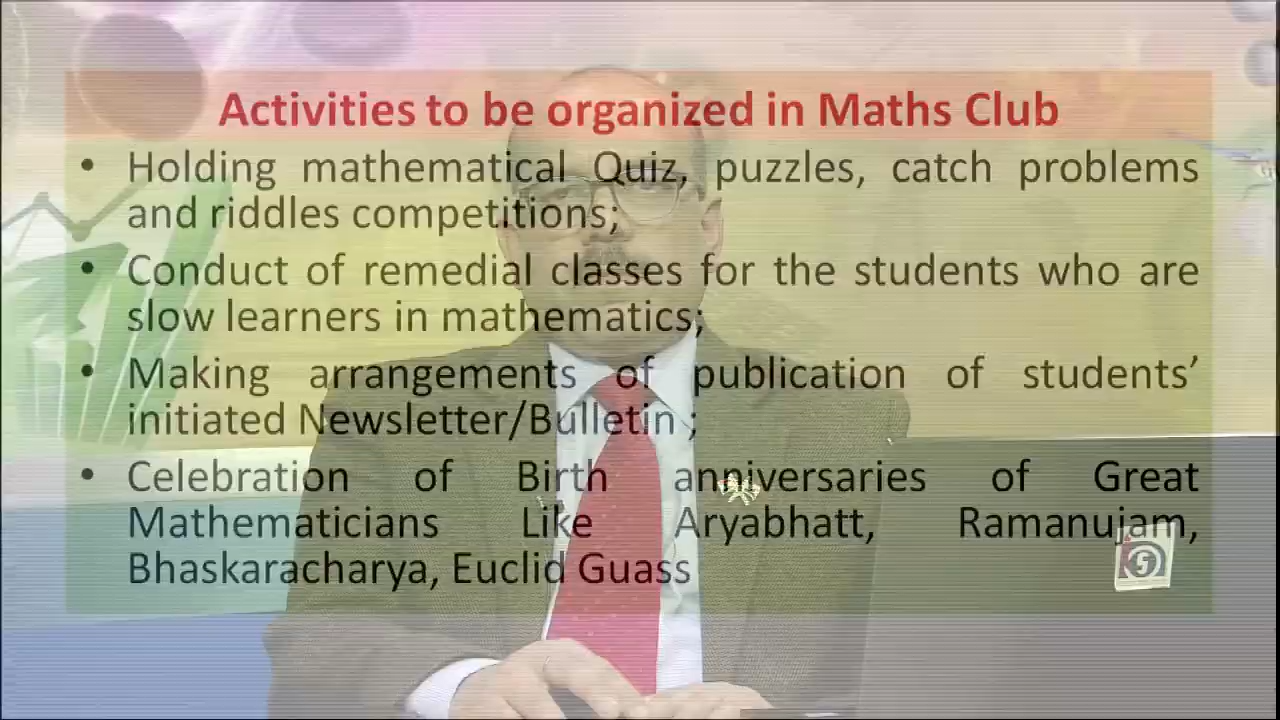 Activities to be organized in Maths Club
• Holding mathematical Quiz, puzzles, catch problems
and riddles competitions;
• Conduct of remedial classes for the students who are
slow learners in mathematics;
• Making arrangements of publication of students’
initiated Newsletter/Bulletin ;
• Celebration of Birth anniversaries of Great
Mathematicians Like Aryabhatt, Ramanujam,
Bhaskaracharya, Euclid Guass